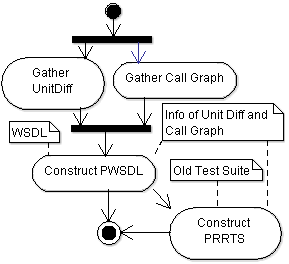 Gather
UnitDiff
Gather Call Graph
WSDL
Info of Unit Diff and
Call Graph
Construct PWSDL
Old Test Suite
Construct
PRRTS